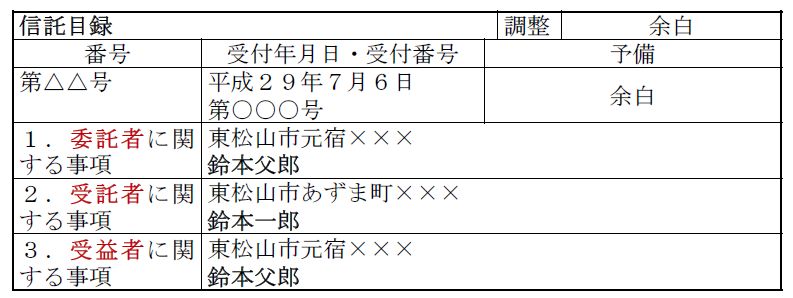 信託目録 調整 余白
番号 受付年月日・受付番号 予備
第△△号 平成２９年７月６日
第○○○号 余白
１．委託者に関 東松山市元宿×××
する事項 鈴本父郎
２．受託者に関 東松山市あずま町×××
する事項 鈴本一郎
３．受益者に関 東松山市元宿×××
する事項 鈴本父郎